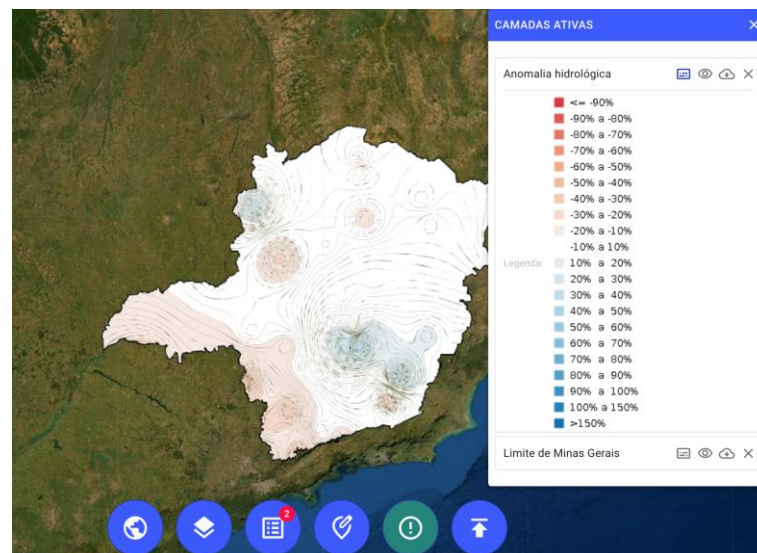 CAMADAS ATIVAS
Anomalia hidrológica
<= -90%
-90% a -80%
-80% a -70%
-70% a -60%
-60% a -50%
-50% a -40%
-40% a -30%
-30% a -20%
-20% a -10%
-10% a 10%
Legenda: 10% a 20%
20% a 30%
30% a 40%
40% a 50%
50% a 60%
60% a 70%
70% a 80%
80% a 90%
90% a 100%
100% a 150%
>150%
Limite de Minas Gerais
2